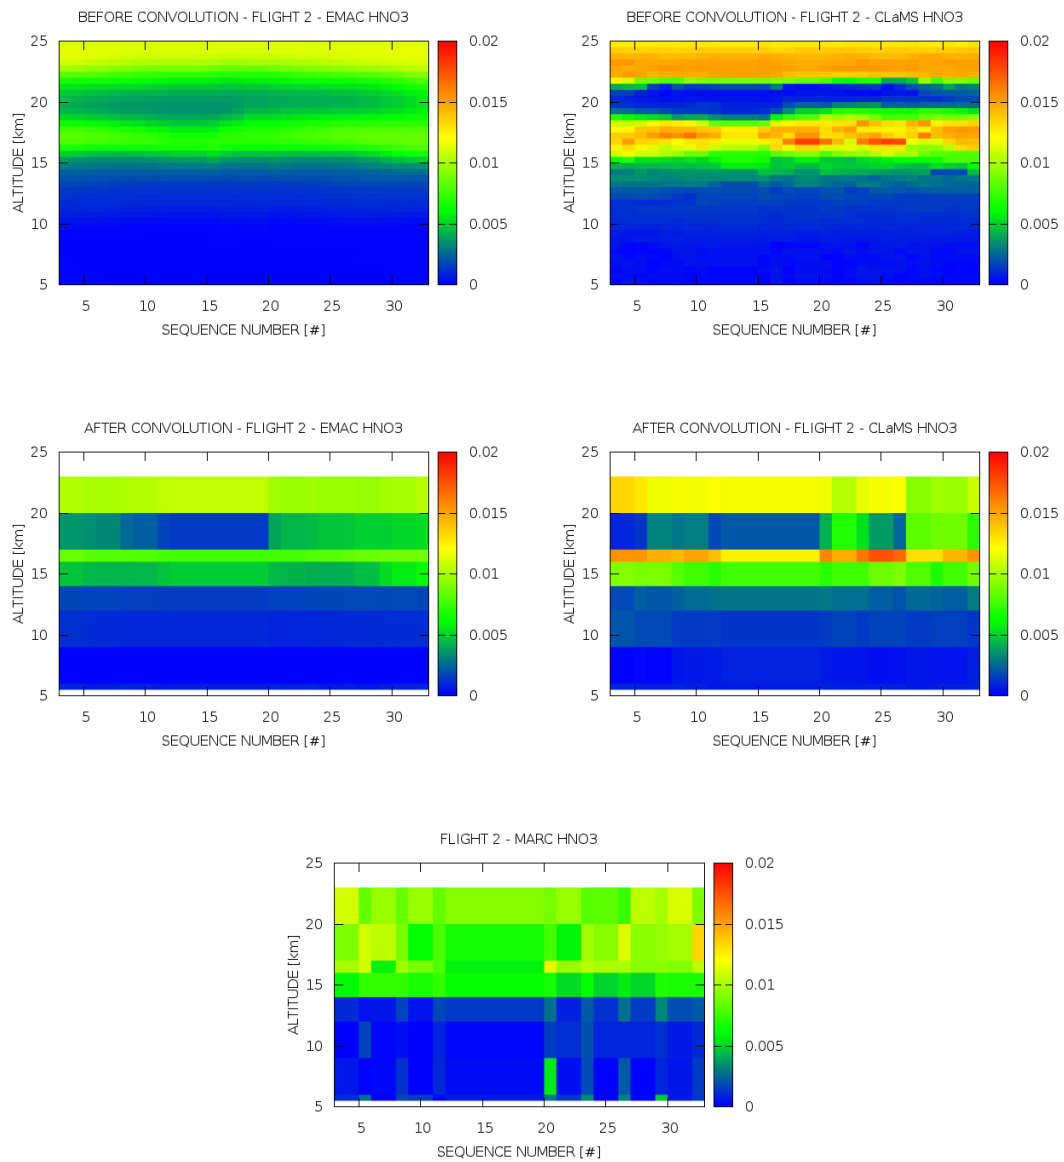 BEFORE CONVOLUTION - FLIGHT 2 - EMAC HNO3
25
20
15
10
5
ALTITUDE [km]
5 10 15 20 25 30
SEQUENCE NUMBER [#]
0.02
0.015
0.01
0.005
0
BEFORE CONVOLUTION - FLIGHT 2 - CLaMS HNO3
25
20
15
10
5
ALTITUDE [km]
5 10 15 20 25 30
SEQUENCE NUMBER [#]
0.02
0.015
0.01
0.005
0
AFTER CONVOLUTION - FLIGHT 2 - EMAC HNO3
25
20
15
10
5
ALTITUDE [km]
5 10 15 20 25 30
SEQUENCE NUMBER [#]
0.02
0.015
0.01
0.005
0
AFTER CONVOLUTION - FLIGHT 2 - CLaMS HNO3
25
20
15
10
5
ALTITUDE [km]
5 10 15 20 25 30
SEQUENCE NUMBER [#]
0.02
0.015
0.01
0.005
0
FLIGHT 2 - MARC HNO3
25
20
15
10
5
ALTITUDE [km]
5 10 15 20 25 30
SEQUENCE NUMBER [#]
0.02
0.015
0.01
0.005
0